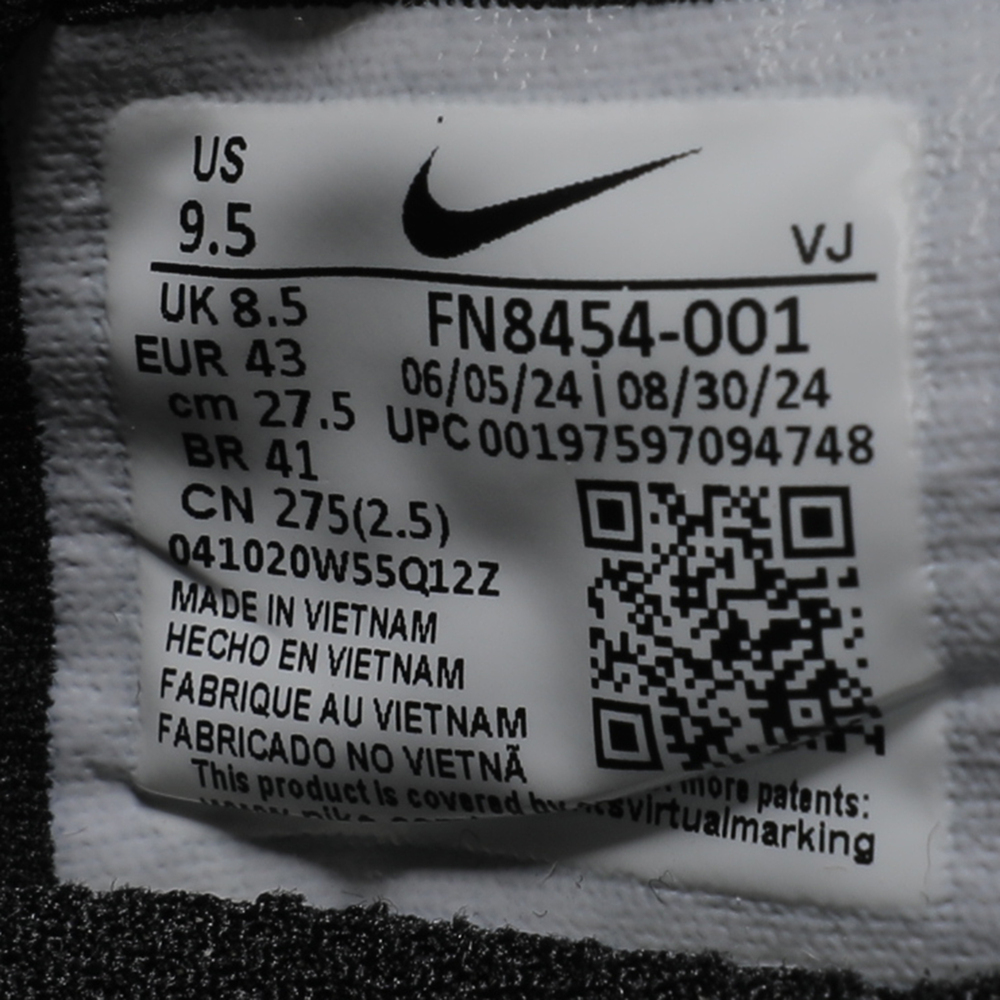 US
9.5
VJ
UK 8.5
EUR 43
cm 27.5
BR 41
CN 275(2.5)
FN8454-001
06/05/24 | 08/30/24
UPC 00197597094748
041020W55Q12Z
MADE IN VIETNAM
HECHO EN VIETNAM
FABRIQUE AU VIETNAM
FABRICADO NO VIETNÃ
This product is covered by more patents: